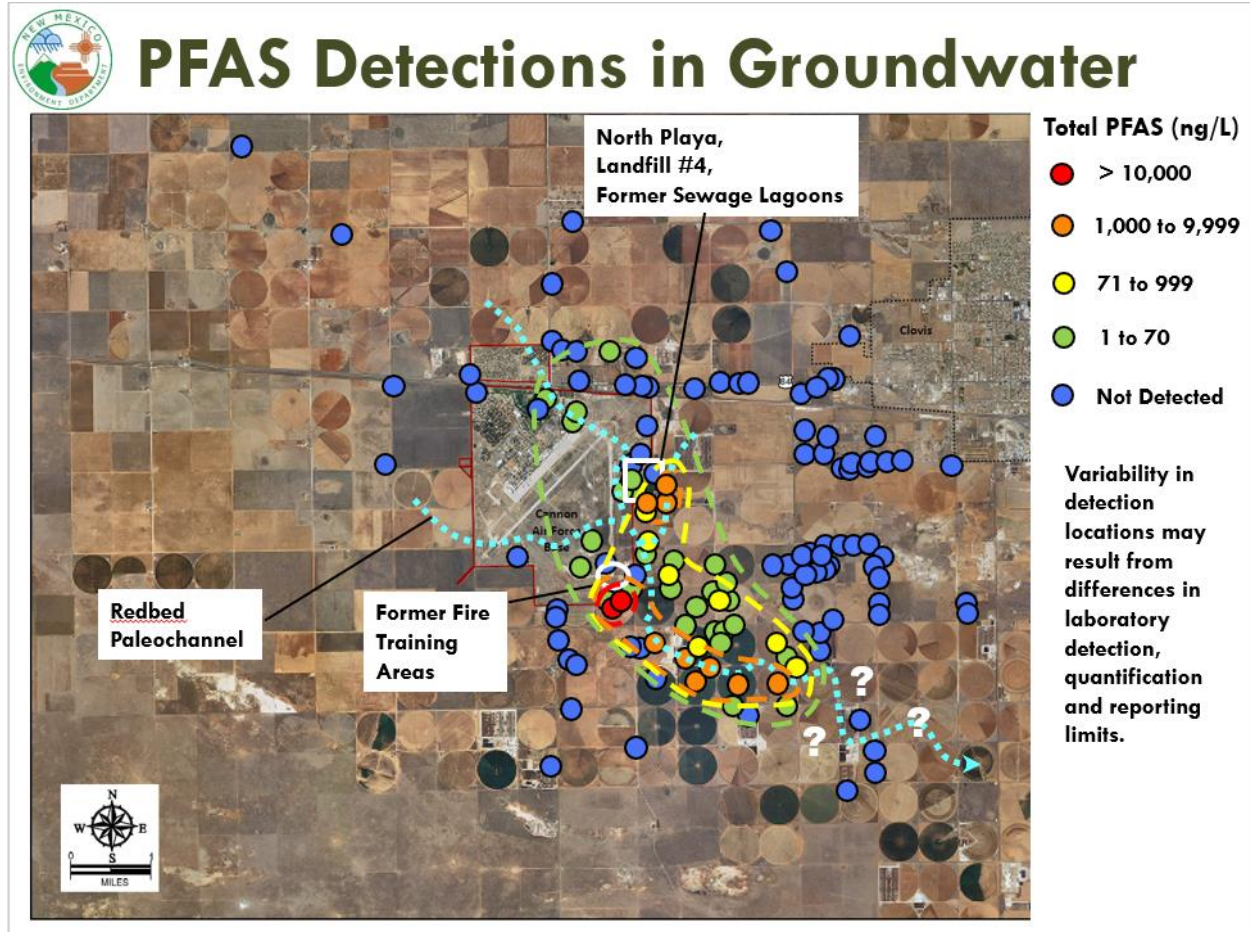 NEW MEXICO
ENVIRONMENT DEPARTMENT
PFAS Detections in Groundwater
North Playa,
Landfill #4,
Former Sewage Lagoons
Total PFAS (ng/L)
> 10,000
1,000 to 9,999
71 to 999
1 to 70
Not Detected
Clovis
Cannon
Air Force
Base
Redbed
Paleochannel
Former Fire
Training
Areas
?
?
?
Variability in
detection
locations may
result from
differences in
laboratory
detection,
quantification
and reporting
limits.
N
W E
S
0 1
MILES